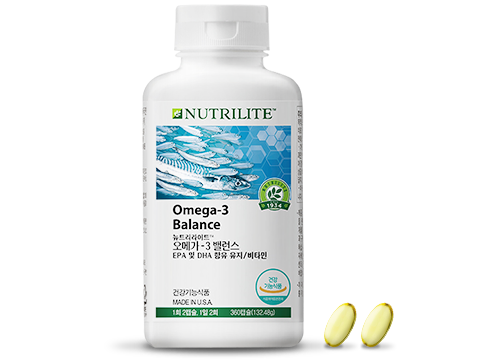 NUTRILITE™
NUTRILITE
1934
Omega-3
Balance
뉴트리라이트™
오메가-3 밸런스
EPA 및 DHA 함유 유지/비타민
건강기능식품
MADE IN U.S.A.
건강
기능식품
1회 2캡슐, 1일 2회
360캡슐(132.48g)